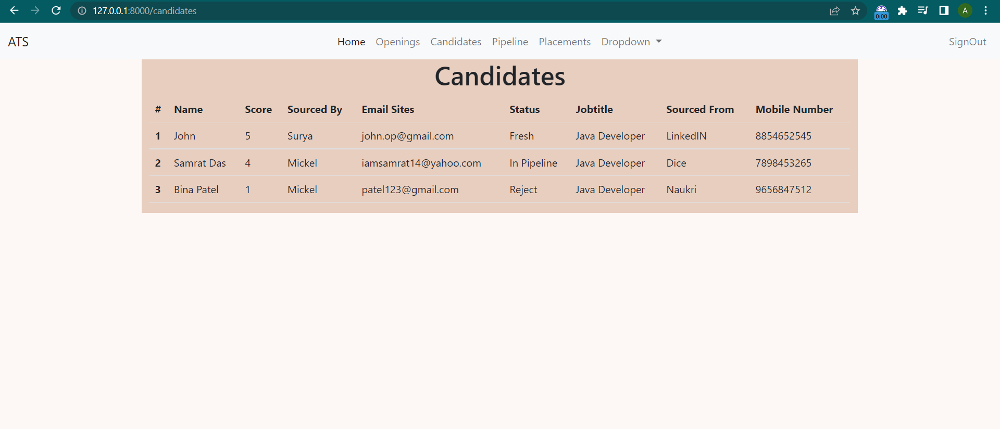 127.0.0.1:8000/candidates
0:00
A
ATS Home Openings Candidates Pipeline Placements Dropdown SignOut
Candidates
# Name Score Sourced By Email Sites Status Jobtitle Sourced From Mobile Number
1 John 5 Surya john.op@gmail.com Fresh Java Developer LinkedIN 8854652545
2 Samrat Das 4 Mickel iamsamrat14@yahoo.com In Pipeline Java Developer Dice 7898453265
3 Bina Patel 1 Mickel patel123@gmail.com Reject Java Developer Naukri 9656847512